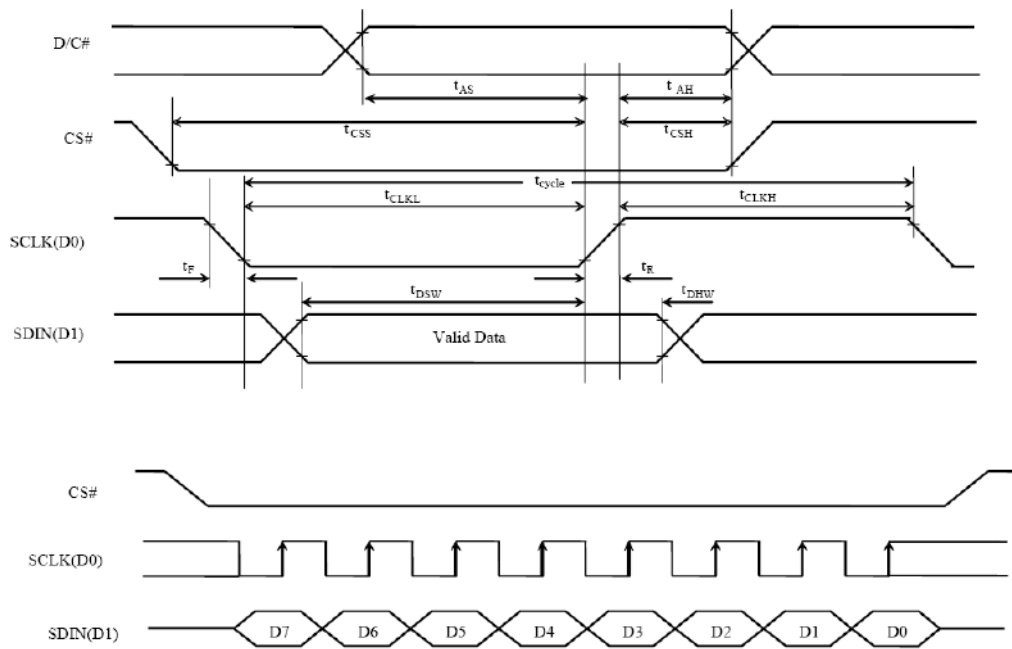 D/C#
tAS
tAH
CS#
tCSS
tCSH
tcycle
tCLKL
tCLKH
SCLK(D0)
tF
tR
tDSW
tDHW
SDIN(D1)
Valid Data
CS#
SCLK(D0)
SDIN(D1) D7 D6 D5 D4 D3 D2 D1 D0